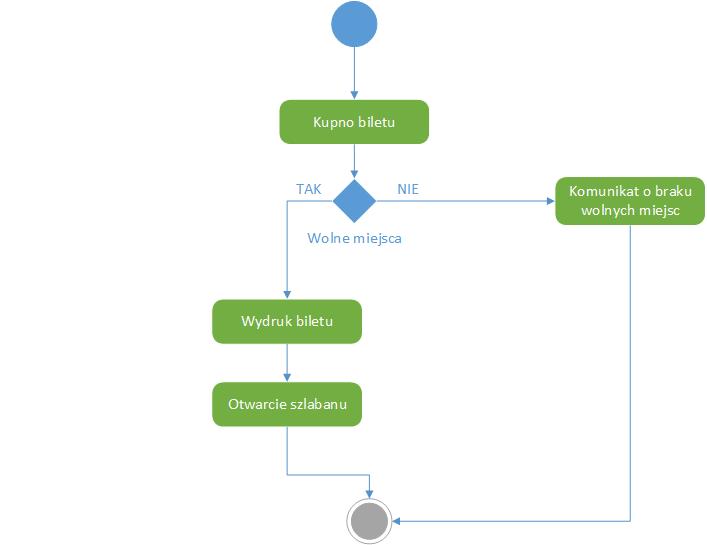 Kupno biletu
TAK
NIE
Komunikat o braku
wolnych miejsc
Wolne miejsca
Wydruk biletu
Otwarcie szlabanu